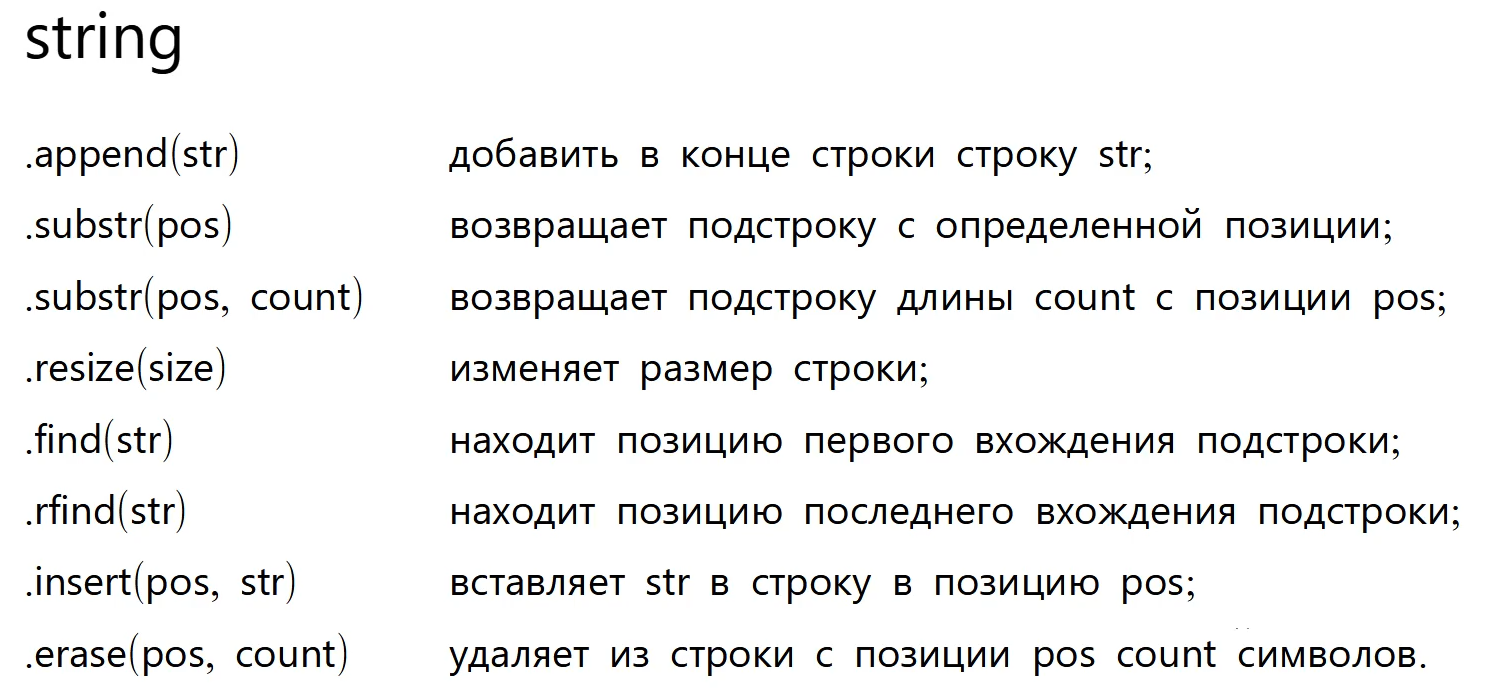 string
.append(str) добавить в конце строки строку str;
.substr(pos) возвращает подстроку с определенной позиции;
.substr(pos, count) возвращает подстроку длины count с позиции pos;
.resize(size) изменяет размер строки;
.find(str) находит позицию первого вхождения подстроки;
.rfind(str) находит позицию последнего вхождения подстроки;
.insert(pos, str) вставляет str в строку в позицию pos;
.erase(pos, count) удаляет из строки с позиции pos count символов.